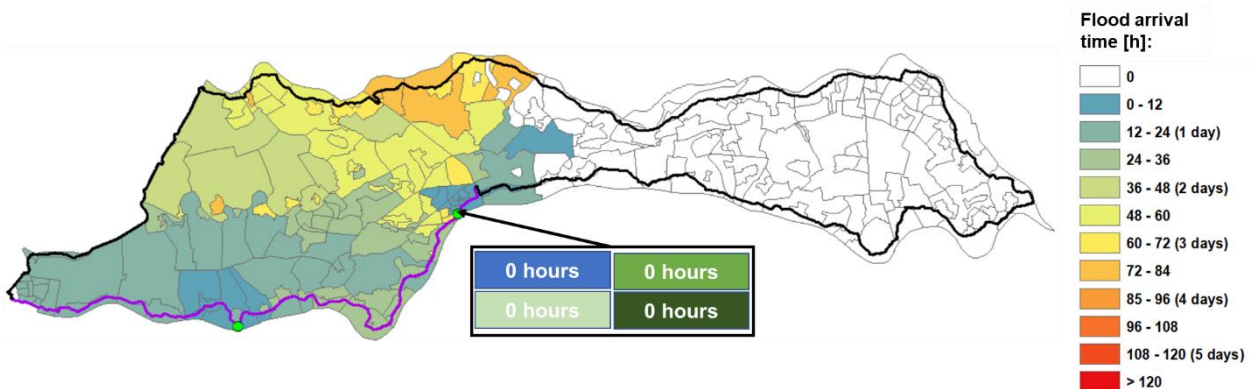 Flood arrival
time [h]:
0
0 - 12
12 - 24 (1 day)
24 - 36
36 - 48 (2 days)
48 - 60
60 - 72 (3 days)
72 - 84
85 - 96 (4 days)
96 - 108
108 - 120 (5 days)
> 120
0 hours 0 hours
0 hours 0 hours